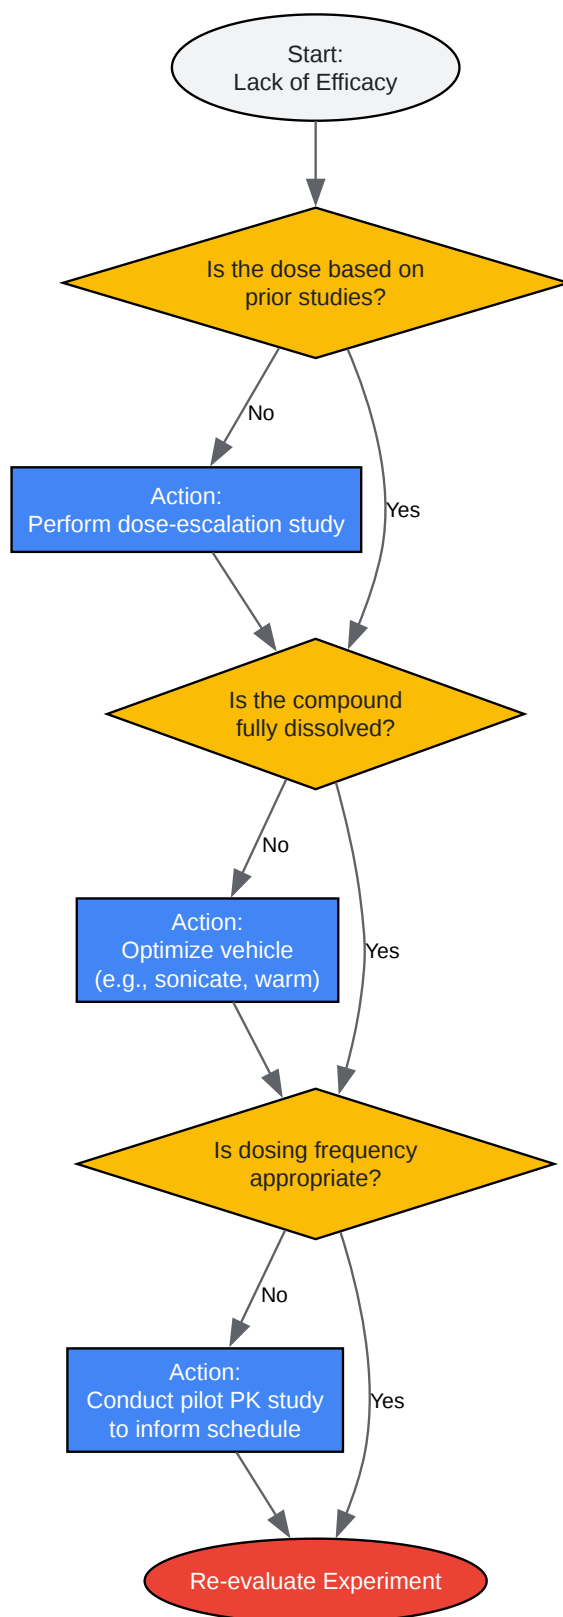 Start:
Lack of Efficacy
Is the dose based on
prior studies?
No
Action:
Perform dose-escalation study
Yes
Is the compound
fully dissolved?
No
Action:
Optimize vehicle
(e.g., sonicate, warm)
Yes
Is dosing frequency
appropriate?
No
Action:
Conduct pilot PK study
to inform schedule
Yes
Re-evaluate Experiment